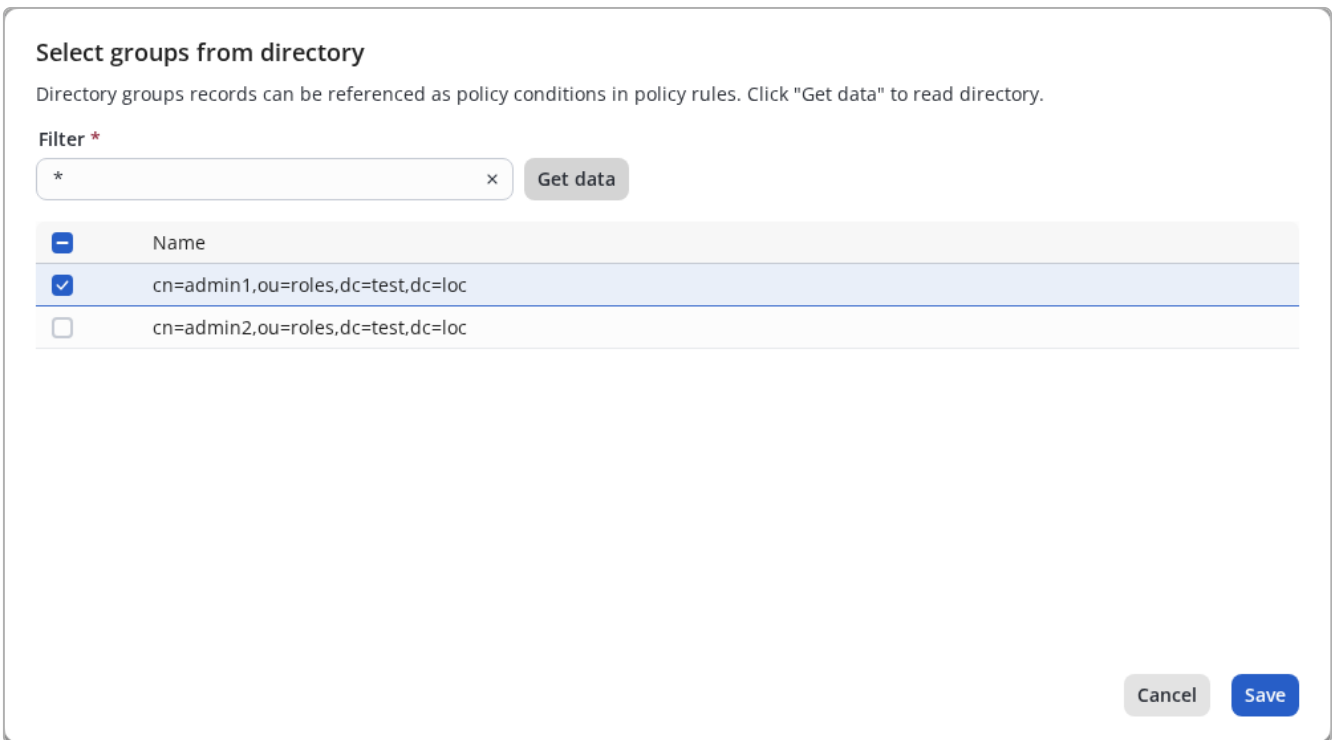 Select groups from directory
Directory groups records can be referenced as policy conditions in policy rules. Click "Get data" to read directory.
Filter *
* × Get data
Name
cn=admin1,ou=roles,dc=test,dc=loc
cn=admin2,ou=roles,dc=test,dc=loc
Cancel Save